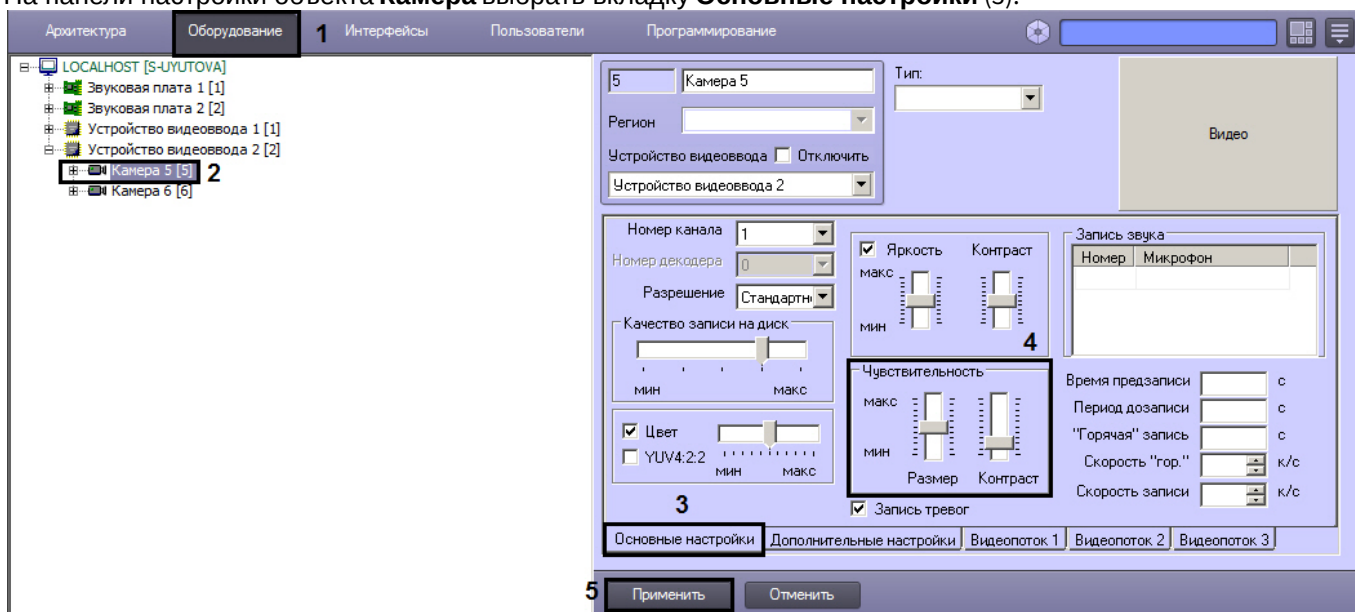 На панели настройки объекта Камера выбрать вкладку Основные настройки (3).
Архитектура Оборудование 1 Интерфейсы Пользователи Программирование
LOCALHOST [S-UYUTOVA]
Звуковая плата 1 [1]
Звуковая плата 2 [2]
Устройство видеоввода 1 [1]
Устройство видеоввода 2 [2]
Камера 5 [5] 2
Камера 6 [6]
5 Камера 5
Тип:
Регион
Устройство видеоввода Отключить
Устройство видеоввода 2
Видео
Номер канала 1
Номер декодера 0
Разрешение Стандартн
Качество записи на диск
мин макс
Цвет
YUV4:2:2
мин макс
3
Яркость Контраст
макс
мин
4
Чувствительность
макс
мин
Размер Контраст
Запись тревог
Запись звука
Номер Микрофон
Время предзаписи с
Период дозаписи с
"Горячая" запись с
Скорость "гор." к/с
Скорость записи к/с
Основные настройки Дополнительные настройки Видеопоток 1 Видеопоток 2 Видеопоток 3
5 Применить Отменить